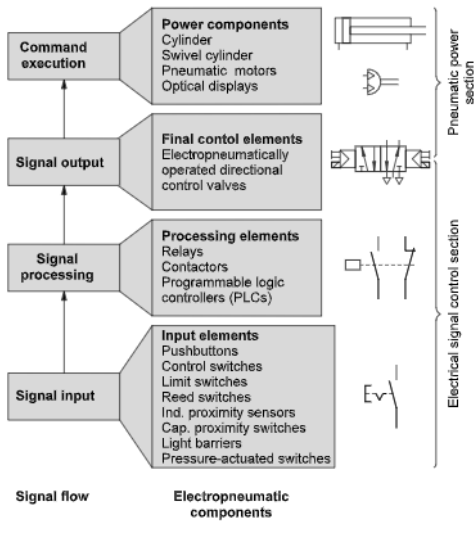 Command
execution
Power components
Cylinder
Swivel cylinder
Pneumatic motors
Optical displays
Pneumatic power
section
Signal output
Final contol elements
Electropneumatically
operated directional
control valves
Signal
processing
Processing elements
Relays
Contactors
Programmable logic
controllers (PLCs)
Electrical signal control section
Signal input
Input elements
Pushbuttons
Control switches
Limit switches
Reed switches
Ind. proximity sensors
Cap. proximity switches
Light barriers
Pressure-actuated switches
Signal flow
Electropneumatic
components